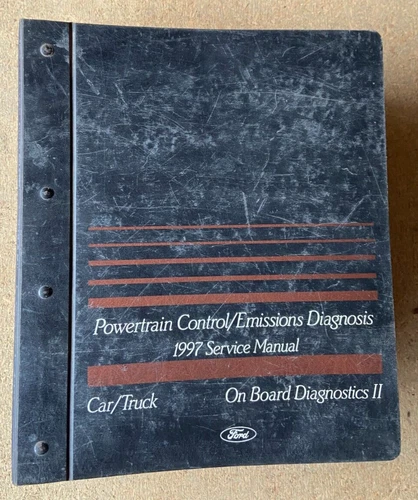 Powertrain Control/Emissions Diagnosis
1997 Service Manual
Car/Truck On Board Diagnostics II
Ford